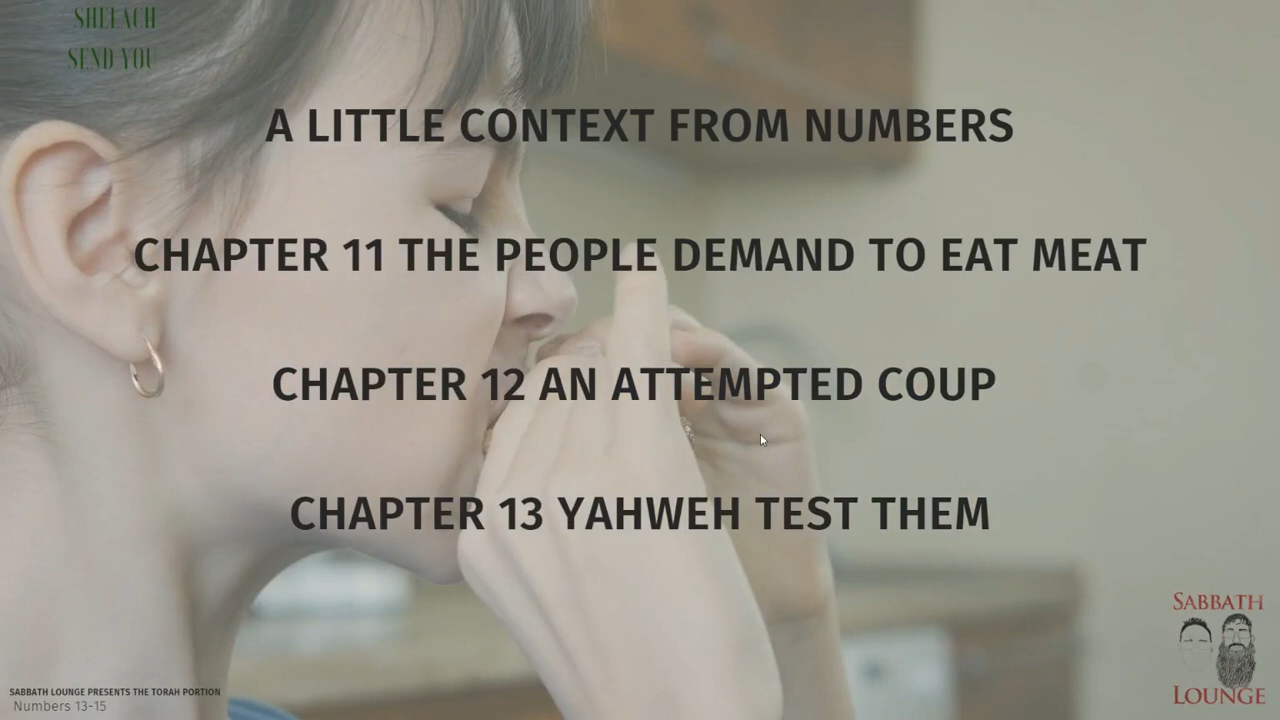 SHELACH
SEND YOU
A LITTLE CONTEXT FROM NUMBERS
CHAPTER 11 THE PEOPLE DEMAND TO EAT MEAT
CHAPTER 12 AN ATTEMPTED COUP
CHAPTER 13 YAHWEH TEST THEM
SABBATH
LOUNGE
SABBATH LOUNGE PRESENTS THE TORAH PORTION
Numbers 13-15